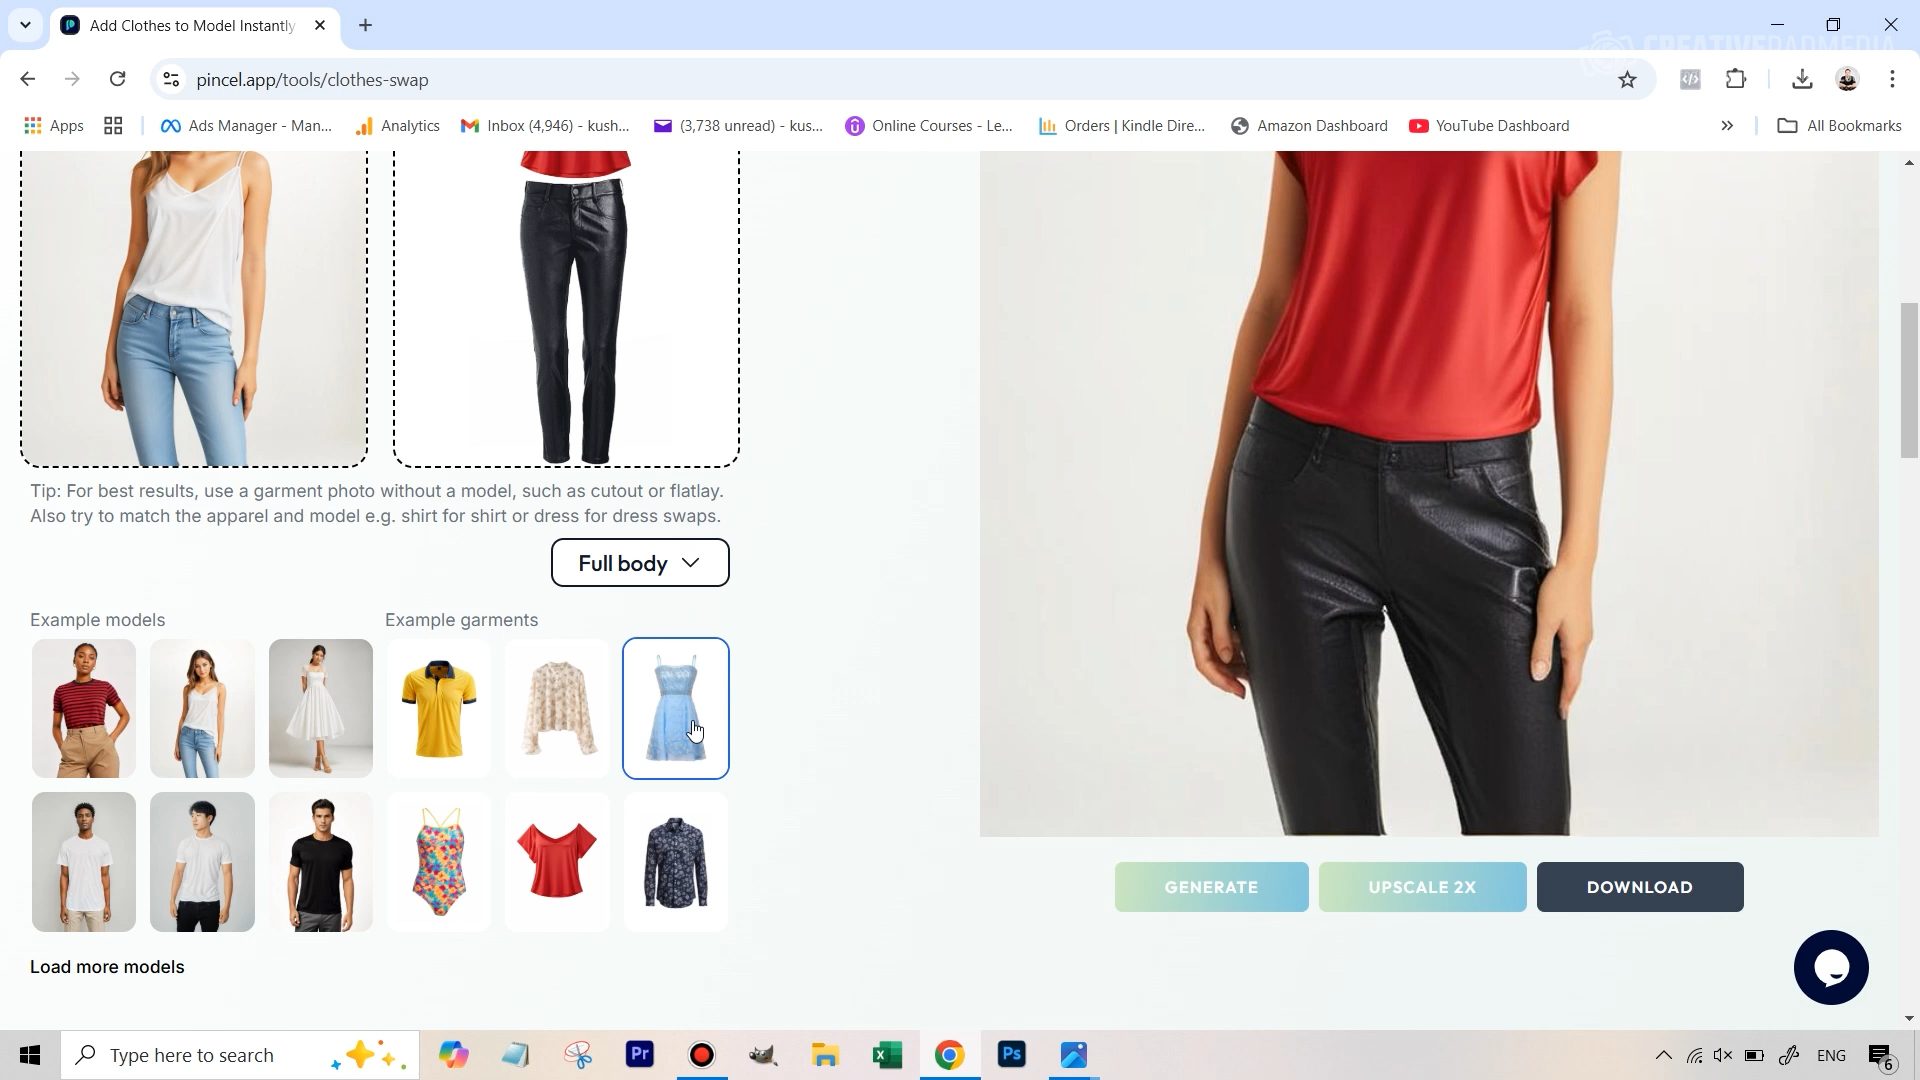 Add Clothes to Model Instantly
CREATIVEDADMEDIA
pincel.app/tools/clothes-swap
Apps
Ads Manager - Man...
Analytics
Inbox (4,946) - kush...
(3,738 unread) - kus...
Online Courses - Le...
Orders | Kindle Dire...
Amazon Dashboard
YouTube Dashboard
All Bookmarks
Tip: For best results, use a garment photo without a model, such as cutout or flatlay.
Also try to match the apparel and model e.g. shirt for shirt or dress for dress swaps.
Full body
Example models
Example garments
GENERATE
UPSCALE 2X
DOWNLOAD
Load more models
Type here to search
Pr
Ps
ENG
6